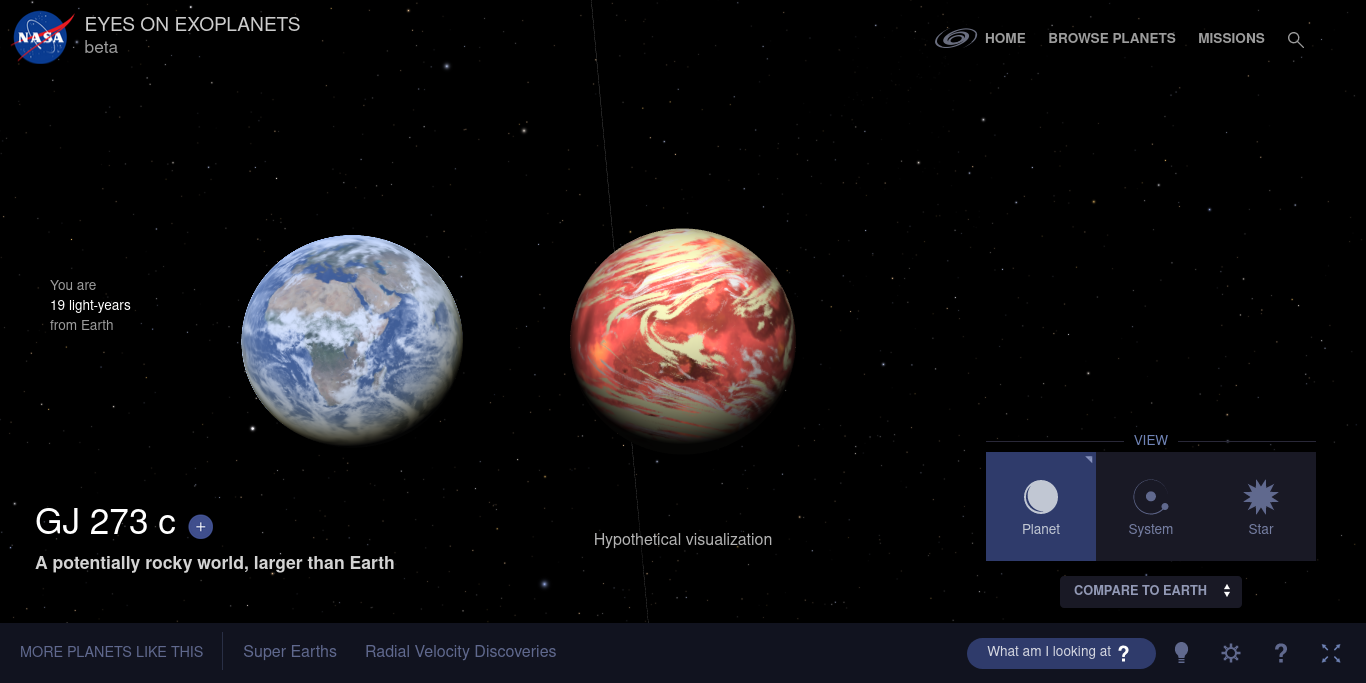 NASA
EYES ON EXOPLANETS
beta
HOME
BROWSE PLANETS
MISSIONS
You are
19 light-years
from Earth
VIEW
Planet
System
Star
GJ 273 c +
A potentially rocky world, larger than Earth
Hypothetical visualization
COMPARE TO EARTH
MORE PLANETS LIKE THIS
Super Earths
Radial Velocity Discoveries
What am I looking at ?
?